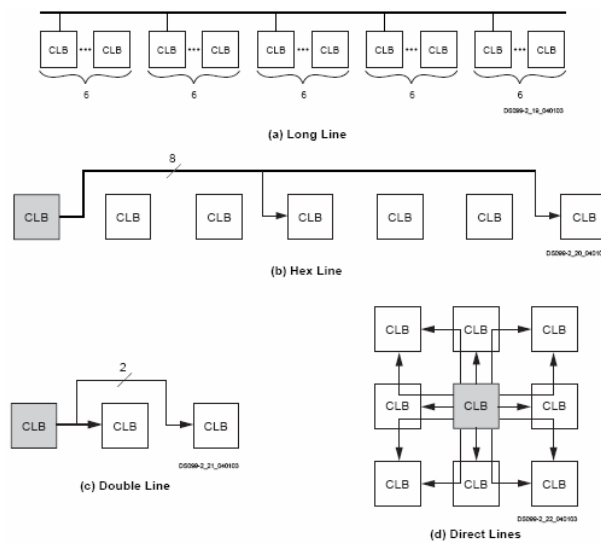 CLB ••• CLB CLB ••• CLB CLB ••• CLB CLB ••• CLB CLB ••• CLB
6 6 6 6 6
DS099-2_19_040103
(a) Long Line
8
CLB CLB CLB CLB CLB CLB CLB
DS099-2_20_04010
(b) Hex Line
2
CLB CLB CLB
DS099-2_21_040103
(c) Double Line
CLB CLB CLB
CLB CLB CLB
CLB CLB CLB
DS099-2_22_040103
(d) Direct Lines